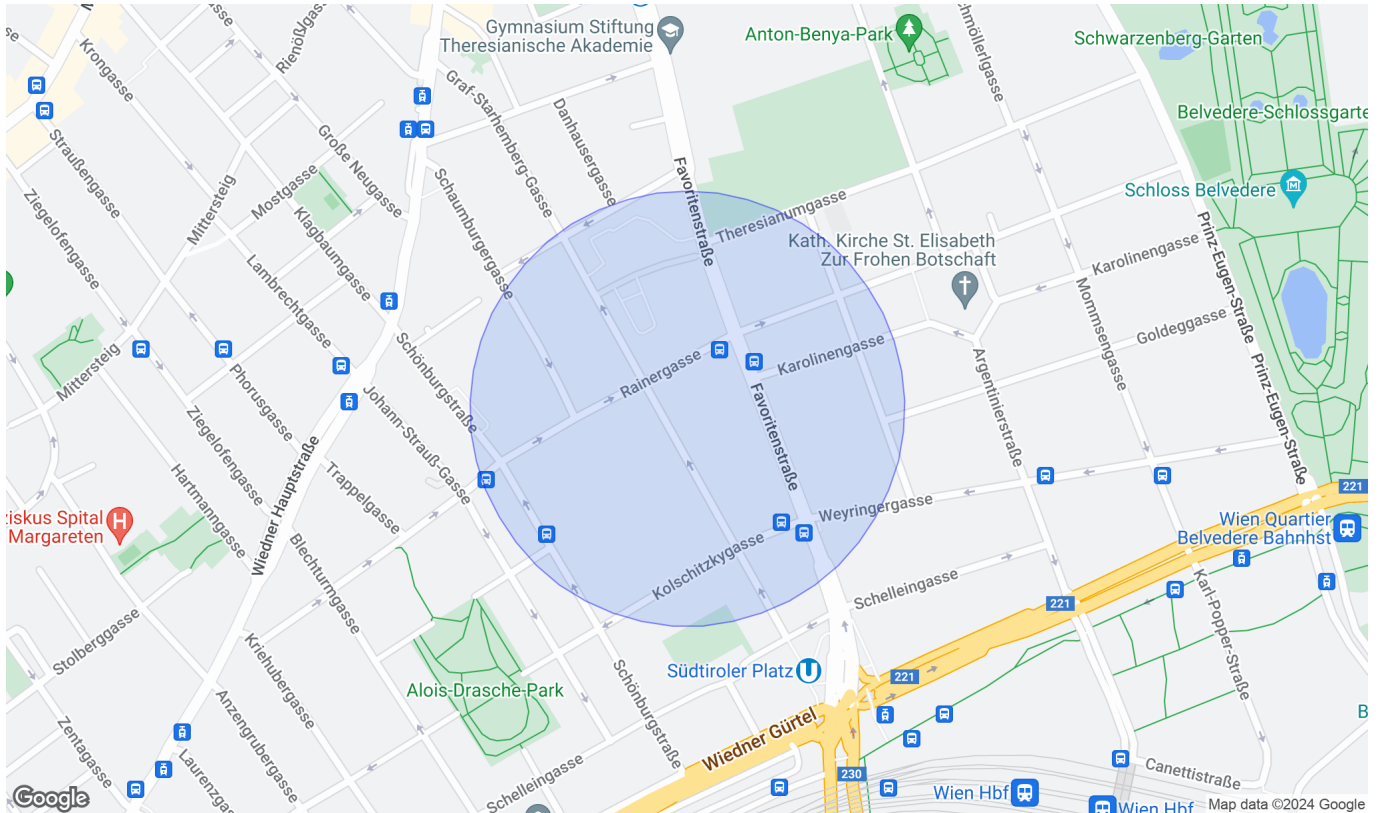 Gymnasium Stiftung
Theresianische Akademie
Anton-Benya-Park
Schwarzenberg-Garten
Krongasse
Rienößlgasse
Graf-Starhemberg-Gasse
Danhausergasse
Belvedere-Schlossgarte
Straußengasse
Große Neugasse
Favoritenstraße
Mostgasse
Schaumburgergasse
Schloss Belvedere
Mittersteig
Ziegelofengasse
Klagbaumgasse
Theresianumgasse
Prinz-Eugen-Straße
Kath. Kirche St. Elisabeth
Zur Frohen Botschaft
Karolinengasse
Lambrechtgasse
Mommsengasse
Goldeggasse
Mittersteig
Schönburgstraße
Rainergasse
Karolinengasse
Prinz-Eugen-Straße
Phorusgasse
Argentinierstraße
Johann-Strauß-Gasse
Favoritenstraße
Ziegelofengasse
Wiedner Hauptstraße
Trappelgasse
Hartmanngasse
221
Weyringergasse
ziskus Spital
Margareten
H
Wien Quartier
Belvedere Bahnhst
Blechturmgasse
Kolschitzkygasse
Schelleingasse
221
Karl-Popper-Straße
Stolberggasse
Kriehubergasse
Südtiroler Platz
U
221
Alois-Drasche-Park
Schönburgstraße
Anzengrubergasse
Zentagasse
Wiedner Gürtel
B
Laurenzga
Schelleingasse
230
Canettistraße
Wien Hbf
Wien Hbf
Google
Map data ©2024 Google